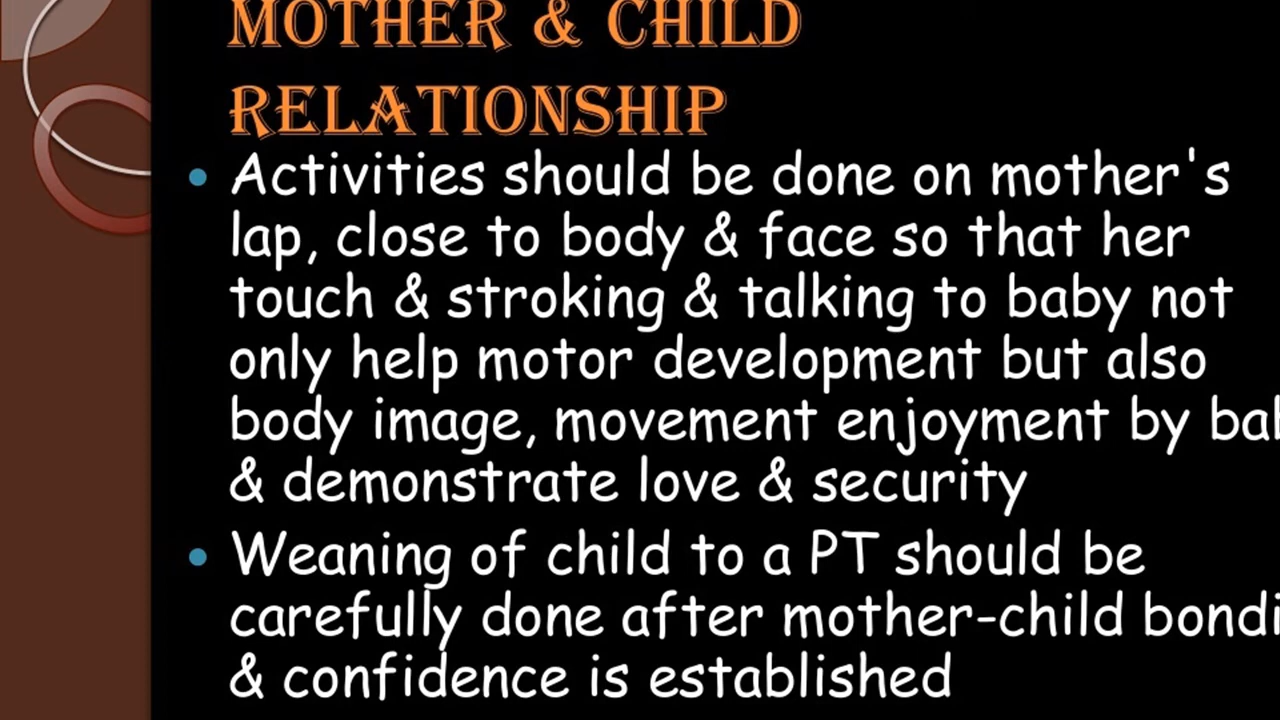 MOTHER & CHILD
RELATIONSHIP
• Activities should be done on mother's
lap, close to body & face so that her
touch & stroking & talking to baby not
only help motor development but also
body image, movement enjoyment by
& demonstrate love & security
• Weaning of child to a PT should be
carefully done after mother-child
& confidence is established